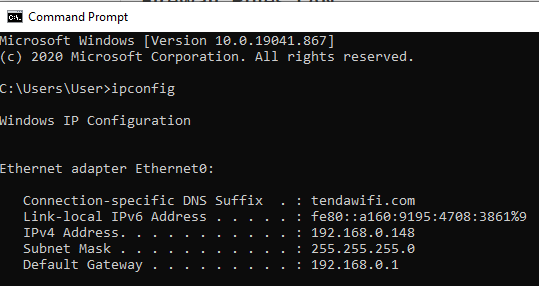 Command Prompt
Microsoft Windows [Version 10.0.19041.867]
(c) 2020 Microsoft Corporation. All rights reserved.
C:\Users\User>ipconfig
Windows IP Configuration
Ethernet adapter Ethernet0:
Connection-specific DNS Suffix  . : tendawifi.com
Link-local IPv6 Address . . . . . : fe80::a160:9195:4708:3861%9
IPv4 Address. . . . . . . . . . . : 192.168.0.148
Subnet Mask . . . . . . . . . . . : 255.255.255.0
Default Gateway . . . . . . . . . : 192.168.0.1